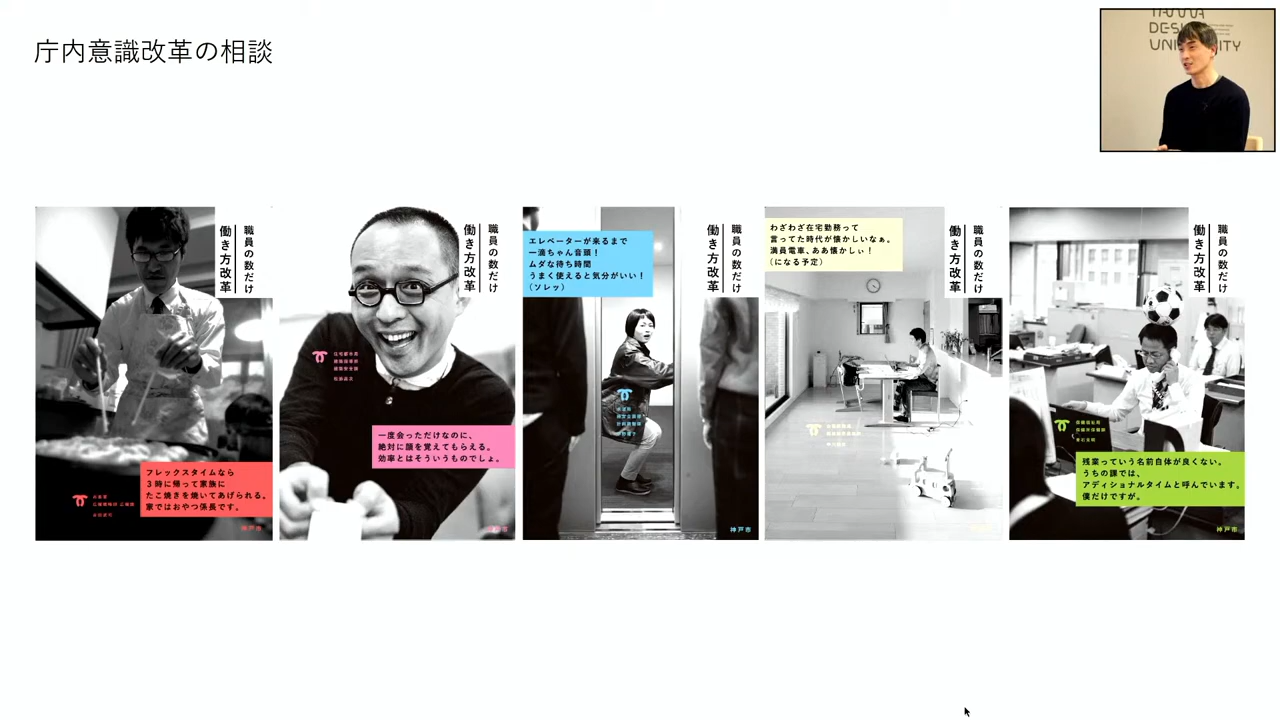 庁内意識改革の相談
DESIGN
UNIVERSITY
職員の数だけ
働き方改革
フレックスタイムなら
3時に帰って家族に
たこ焼きを焼いてあげられる。
家ではおやつ係長です。
職員の数だけ
働き方改革
一度会っただけなのに、
絶対に顔を覚えてもらえる。
効率とはそういうものでしょ。
職員の数だけ
働き方改革
エレベーターが来るまで
一滴ちゃん音頭!
ムダな待ち時間
うまく使えると気分がいい!
(ソレッ)
神戸市
職員の数だけ
働き方改革
わざわざ在宅勤務って
言ってた時代が懐かしいなぁ。
満員電車、ああ懐かしぃ!
(になる予定)
職員の数だけ
働き方改革
残業っていう名前自体が良くない。
うちの課では、
アディショナルタイムと呼んでいます。
僕だけですが。
神戸市